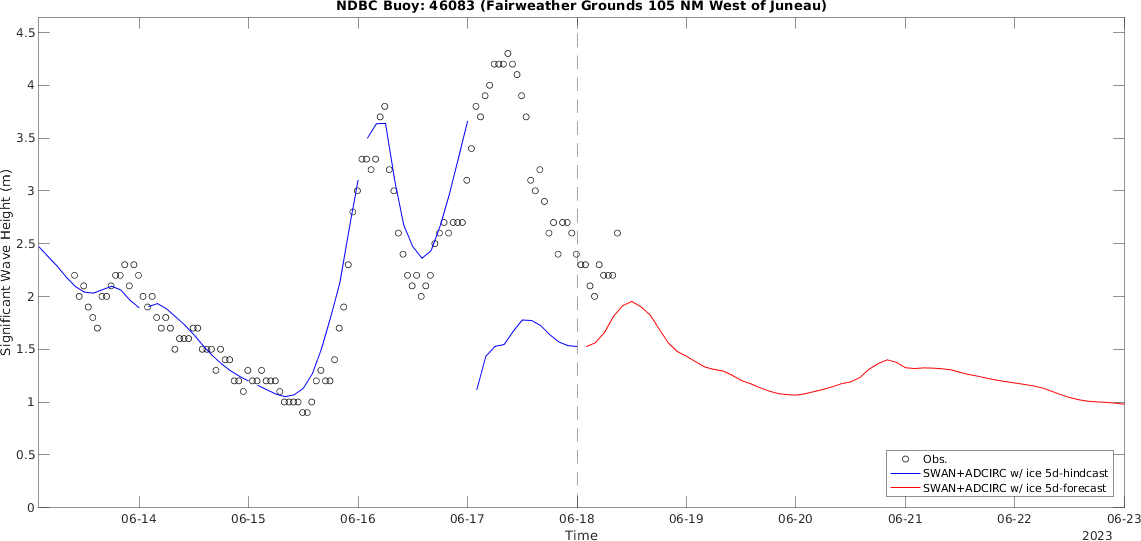 NDBC Buoy: 46083 (Fairweather Grounds 105 NM West of Juneau)
4.5
4
3.5
3
2.5
2
1.5
1
0.5
0
Significant Wave Height (m)
06-14 06-15 06-16 06-17 06-18 06-19 06-20 06-21 06-22 06-23
Time
2023
Obs.
SWAN+ADCIRC w/ ice 5d-hindcast
SWAN+ADCIRC w/ ice 5d-forecast